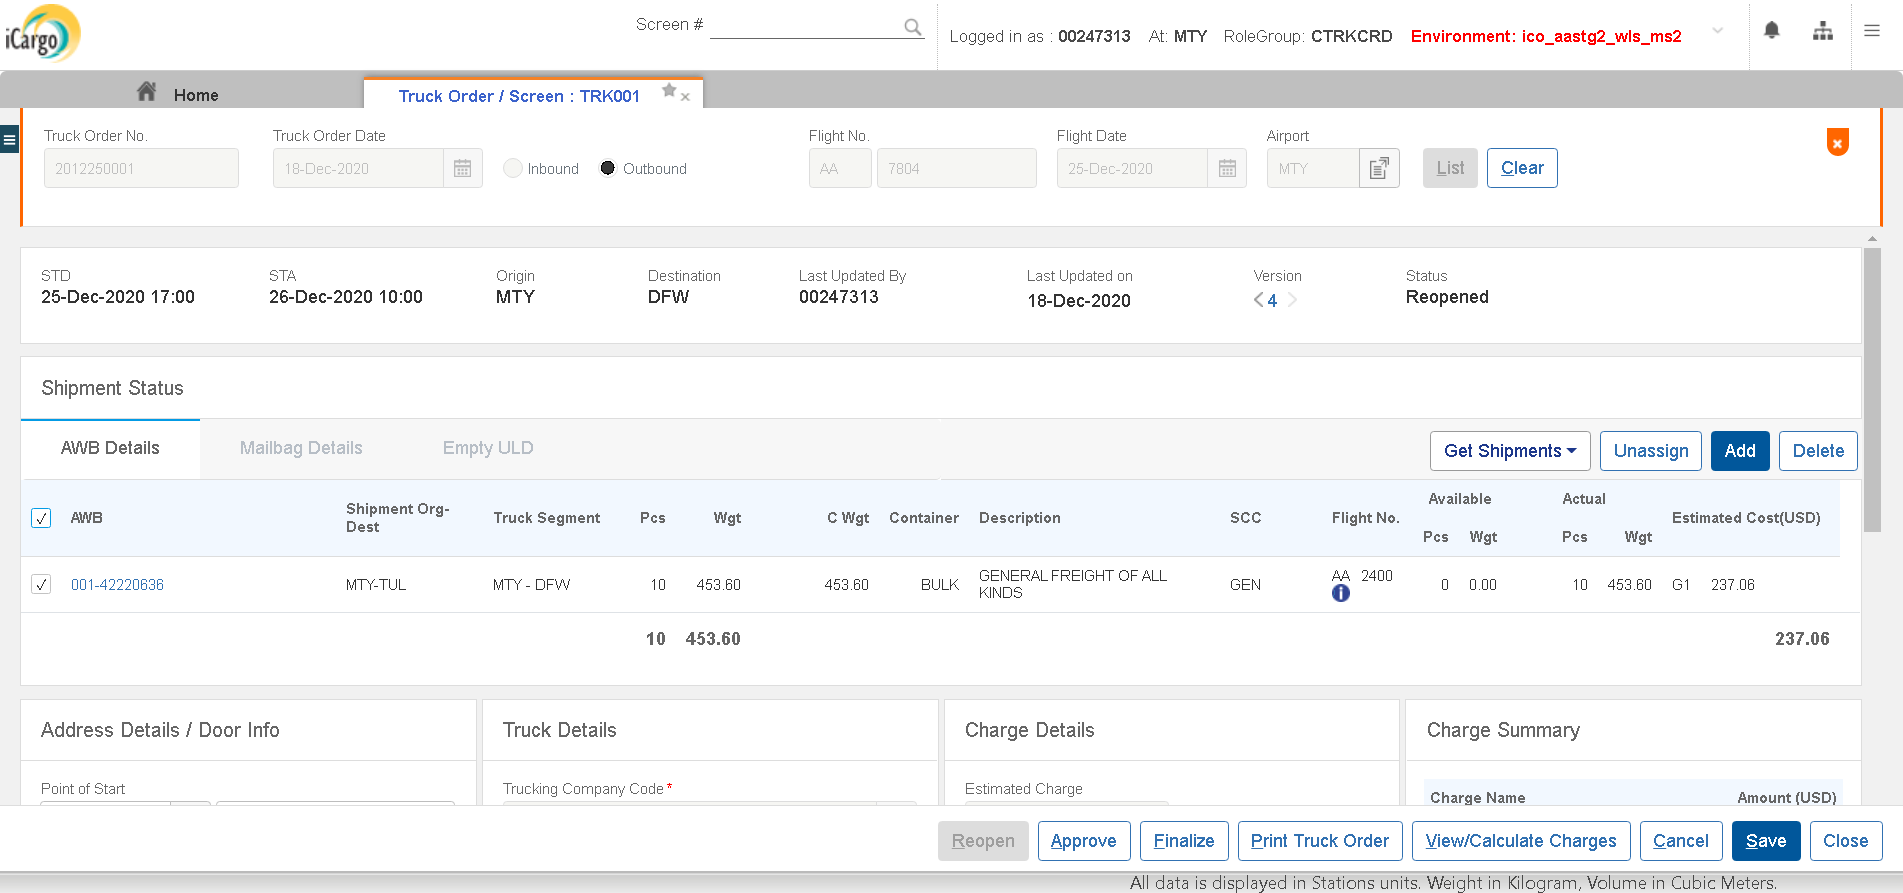 iCargo
Screen #
Logged in as : 00247313 At: MTY RoleGroup: CTRKCRD Environment: ico_aastg2_wls_ms2
Home
Truck Order / Screen : TRK001
Truck Order No. Truck Order Date Flight No. Flight Date Airport
2012250001 18-Dec-2020 Inbound Outbound AA 7804 25-Dec-2020 MTY List Clear
STD STA Origin Destination Last Updated By Last Updated on Version Status
25-Dec-2020 17:00 26-Dec-2020 10:00 MTY DFW 00247313 18-Dec-2020 4 Reopened
Shipment Status
AWB Details Mailbag Details Empty ULD Get Shipments Unassign Add Delete
AWB Shipment Org-Dest Truck Segment Pcs Wgt C Wgt Container Description SCC Flight No. Available Pcs Wgt Actual Pcs Wgt Estimated Cost(USD)
001-42220636 MTY-TUL MTY - DFW 10 453.60 453.60 BULK GENERAL FREIGHT OF ALL KINDS GEN AA 2400 0 0.00 10 453.60 G1 237.06
10 453.60 237.06
Address Details / Door Info Truck Details Charge Details Charge Summary
Point of Start Trucking Company Code * Estimated Charge Charge Name Amount (USD)
Reopen Approve Finalize Print Truck Order View/Calculate Charges Cancel Save Close
All data is displayed in Stations units. Weight in Kilogram, Volume in Cubic Meters.